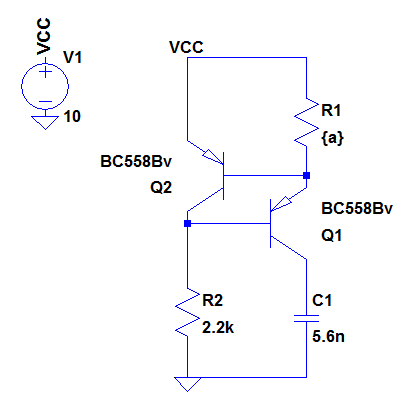 VCC
V1
10
VCC
R1
{a}
BC558Bv
Q2
BC558Bv
Q1
R2
2.2k
C1
5.6n